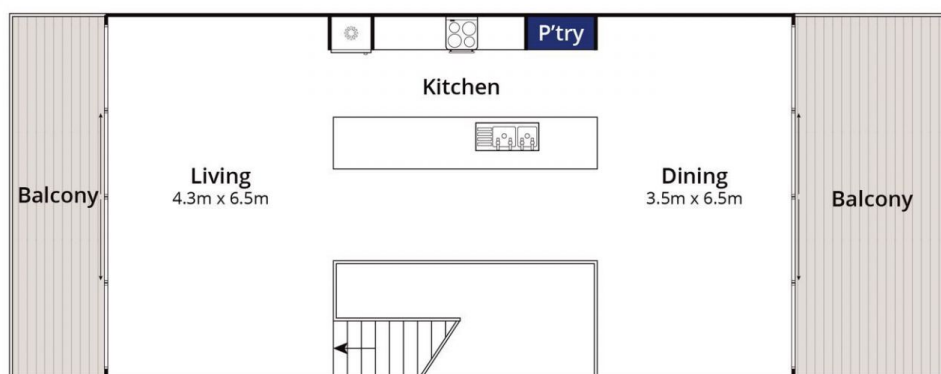 P'try
Kitchen
Living
4.3m x 6.5m
Dining
3.5m x 6.5m
Balcony
Balcony